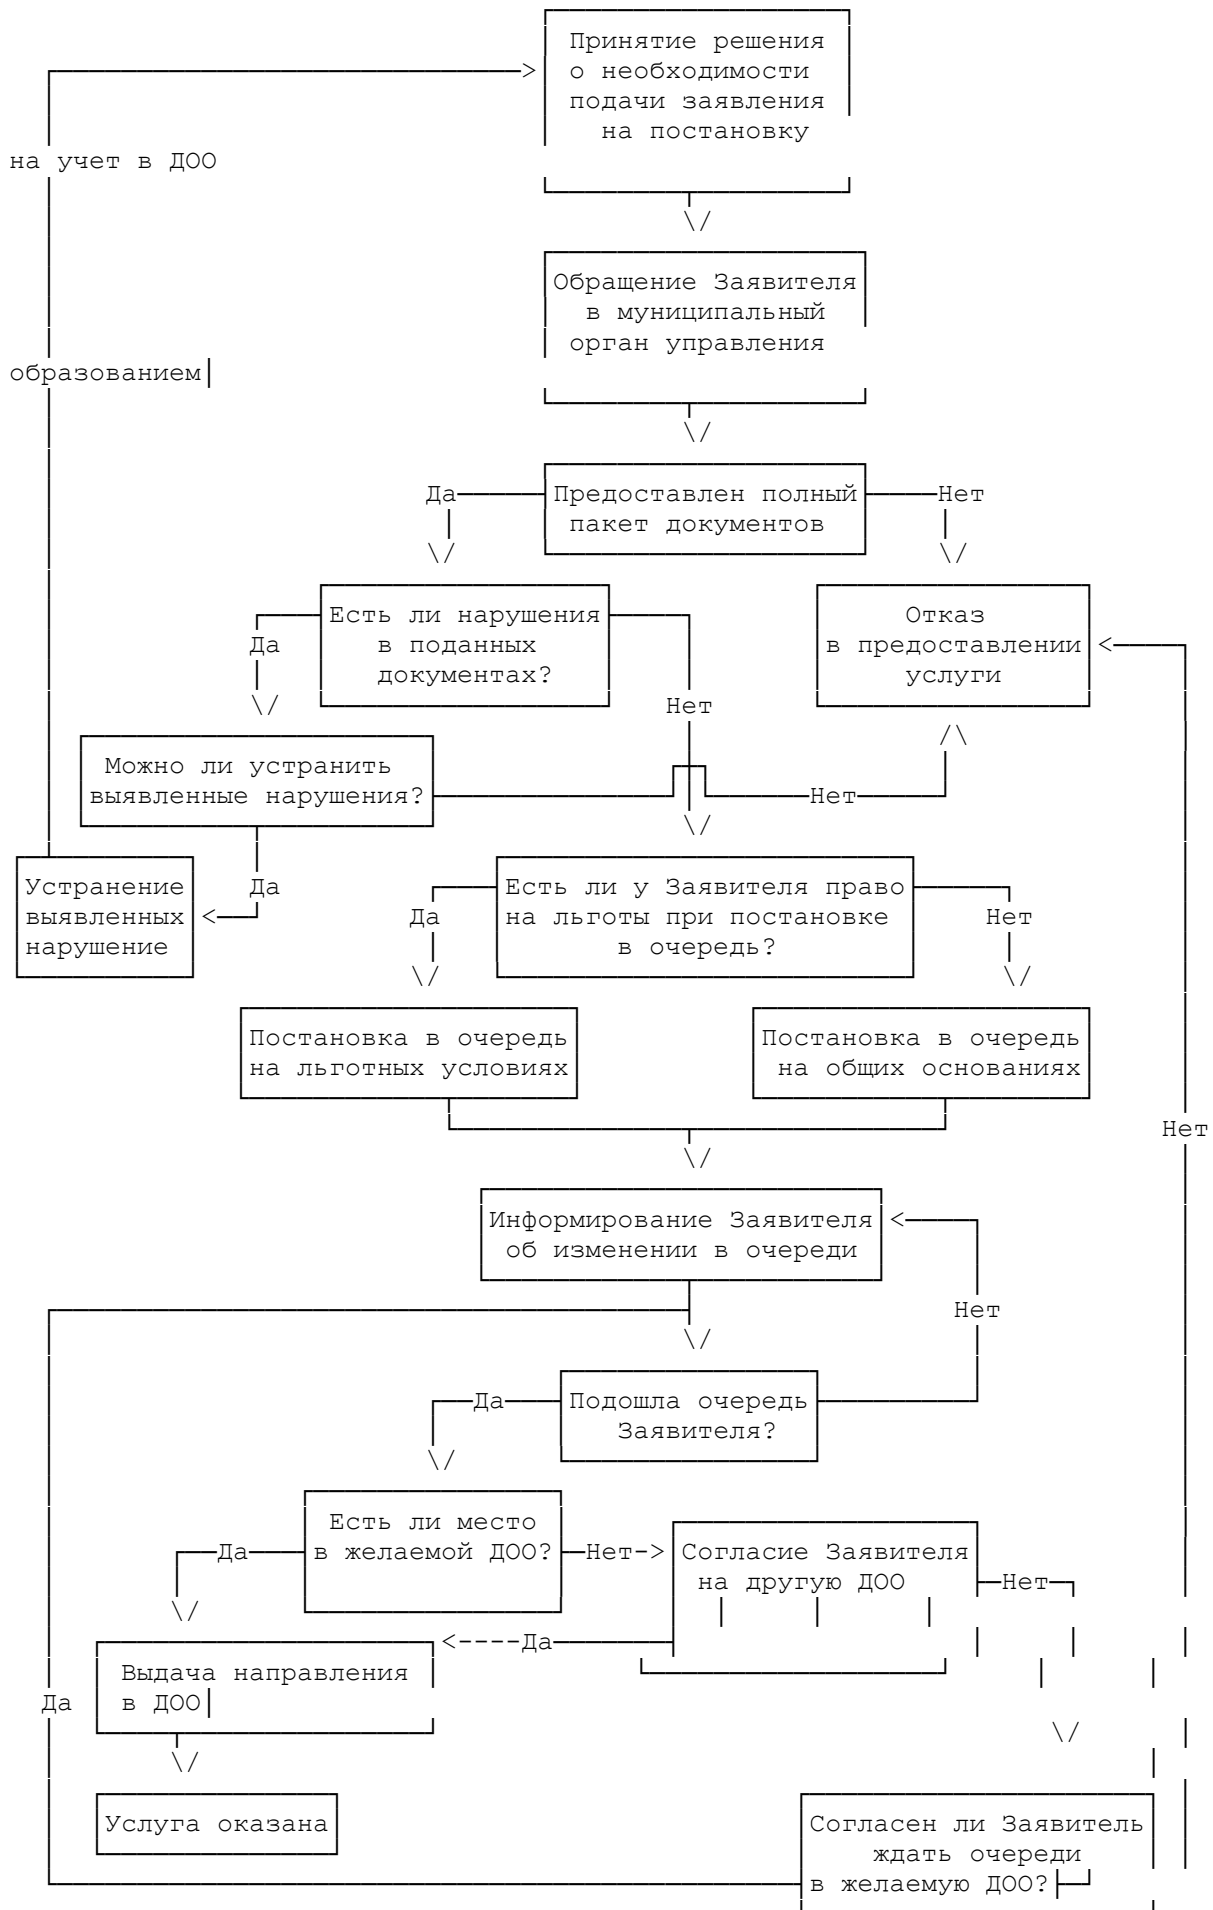 Принятие решения
о необходимости
подачи заявления
на постановку
на учет в ДОО
Обращение Заявителя
в муниципальный
орган управления
образованием
Да
Предоставлен полный
пакет документов
Нет
Есть ли нарушения
в поданных
документах?
Да
Нет
Отказ
в предоставлении
услуги
Можно ли устранить
выявленные нарушения?
Нет
Да
Устранение
выявленных
нарушение
Есть ли у Заявителя право
на льготы при постановке
в очередь?
Да
Нет
Постановка в очередь
на льготных условиях
Постановка в очередь
на общих основаниях
Нет
Информирование Заявителя
об изменении в очереди
Нет
Да
Подошла очередь
Заявителя?
Есть ли место
в желаемой ДОО?
Да
Нет
Согласие Заявителя
на другую ДОО
Нет
Да
Выдача направления
в ДОО
Да
Услуга оказана
Согласен ли Заявитель
ждать очереди
в желаемую ДОО?